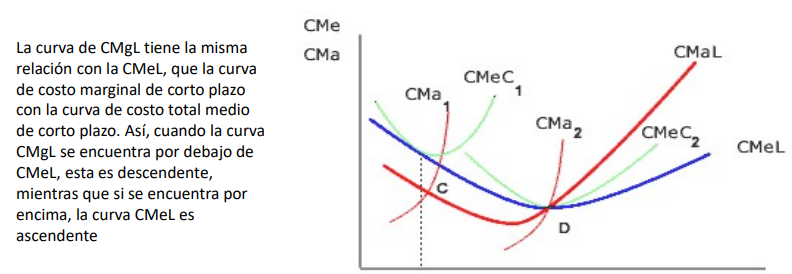 La curva de CMgL tiene la misma
relación con la CMeL, que la curva
de costo marginal de corto plazo
con la curva de costo total medio
de corto plazo. Así, cuando la curva
CMgL se encuentra por debajo de
CMeL, esta es descendente,
mientras que si se encuentra por
encima, la curva CMeL es
ascendente
CMe
CMa
CMa1
CMeC1
CMa2
CMaL
CMeC2
CMeL
C
D